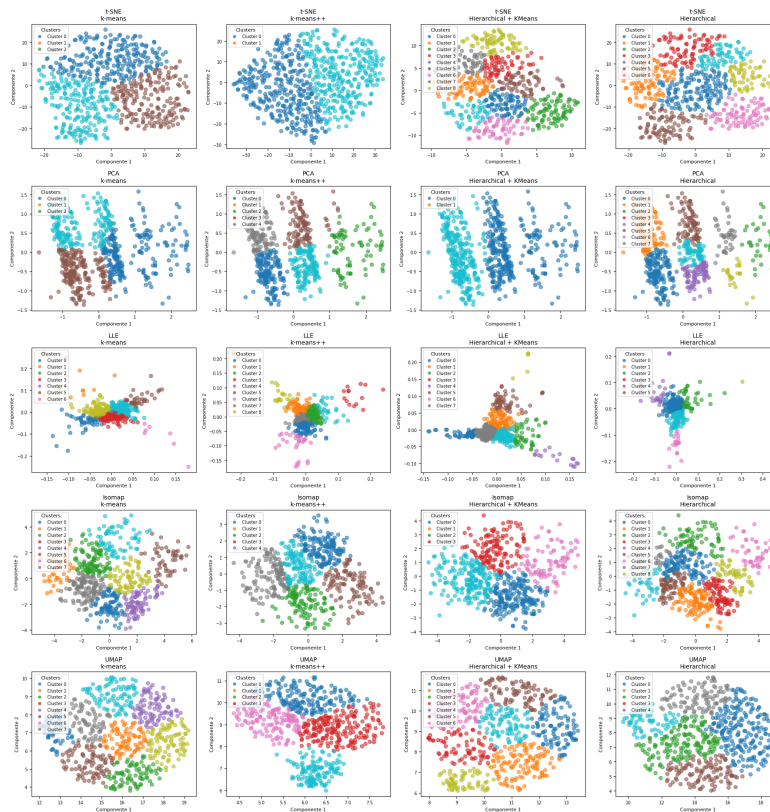 t-SNE
k-means
Clusters
Cluster 0
Cluster 1
Cluster 2
Componente 2
Componente 1
t-SNE
k-means++
Clusters
Cluster 0
Cluster 1
Componente 2
Componente 1
t-SNE
Hierarchical + KMeans
Clusters
Cluster 0
Cluster 1
Cluster 2
Cluster 3
Cluster 4
Cluster 5
Cluster 6
Cluster 7
Cluster 8
Componente 2
Componente 1
t-SNE
Hierarchical
Clusters
Cluster 0
Cluster 1
Cluster 2
Cluster 3
Cluster 4
Cluster 5
Cluster 6
Componente 2
Componente 1
PCA
k-means
Clusters
Cluster 0
Cluster 1
Cluster 2
Componente 2
Componente 1
PCA
k-means++
Clusters
Cluster 0
Cluster 1
Cluster 2
Cluster 3
Cluster 4
Componente 2
Componente 1
PCA
Hierarchical + KMeans
Clusters
Cluster 0
Cluster 1
Componente 2
Componente 1
PCA
Hierarchical
Clusters
Cluster 0
Cluster 1
Cluster 2
Cluster 3
Cluster 4
Cluster 5
Cluster 6
Cluster 7
Componente 2
Componente 1
LLE
k-means
Clusters
Cluster 0
Cluster 1
Cluster 2
Cluster 3
Cluster 4
Cluster 5
Cluster 6
Componente 2
Componente 1
LLE
k-means++
Clusters
Cluster 0
Cluster 1
Cluster 2
Cluster 3
Cluster 4
Cluster 5
Cluster 6
Cluster 7
Cluster 8
Componente 2
Componente 1
LLE
Hierarchical + KMeans
Clusters
Cluster 0
Cluster 1
Cluster 2
Cluster 3
Cluster 4
Cluster 5
Cluster 6
Cluster 7
Componente 2
Componente 1
LLE
Hierarchical
Clusters
Cluster 0
Cluster 1
Cluster 2
Cluster 3
Cluster 4
Cluster 5
Componente 2
Componente 1
Isomap
k-means
Clusters
Cluster 0
Cluster 1
Cluster 2
Cluster 3
Cluster 4
Cluster 5
Cluster 6
Cluster 7
Componente 2
Componente 1
Isomap
k-means++
Clusters
Cluster 0
Cluster 1
Cluster 2
Cluster 3
Cluster 4
Componente 2
Componente 1
Isomap
Hierarchical + KMeans
Clusters
Cluster 0
Cluster 1
Cluster 2
Cluster 3
Componente 2
Componente 1
Isomap
Hierarchical
Clusters
Cluster 0
Cluster 1
Cluster 2
Cluster 3
Cluster 4
Cluster 5
Cluster 6
Cluster 7
Cluster 8
Componente 2
Componente 1
UMAP
k-means
Clusters
Cluster 0
Cluster 1
Cluster 2
Cluster 3
Cluster 4
Cluster 5
Cluster 6
Cluster 7
Componente 2
Componente 1
UMAP
k-means++
Clusters
Cluster 0
Cluster 1
Cluster 2
Cluster 3
Componente 2
Componente 1
UMAP
Hierarchical + KMeans
Clusters
Cluster 0
Cluster 1
Cluster 2
Cluster 3
Cluster 4
Cluster 5
Cluster 6
Componente 2
Componente 1
UMAP
Hierarchical
Clusters
Cluster 0
Cluster 1
Cluster 2
Cluster 3
Cluster 4
Componente 2
Componente 1